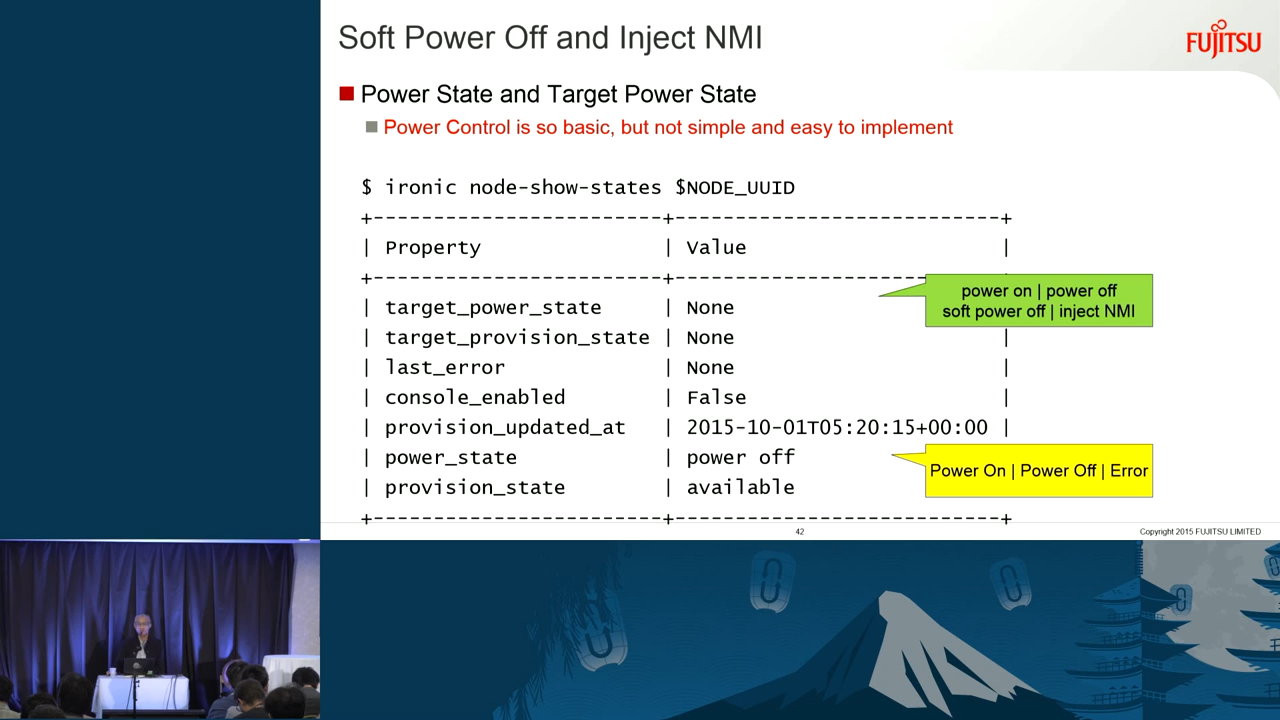 Soft Power Off and Inject NMI
FUJITSU
Power State and Target Power State
Power Control is so basic, but not simple and easy to implement
$ ironic node-show-states $NODE_UUID
+------------------------+---------------------------+
| Property | Value |
+------------------------+---------------------------+
power on | power off
soft power off | inject NMI
| target_power_state | None
| target_provision_state | None |
| last_error | None |
| console_enabled | False |
| provision_updated_at | 2015-10-01T05:20:15+00:00 |
| power_state | power off
Power On | Power Off | Error
| provision_state | available
+------------------------+---------------------------+
42
Copyright 2015 FUJITSU LIMITED